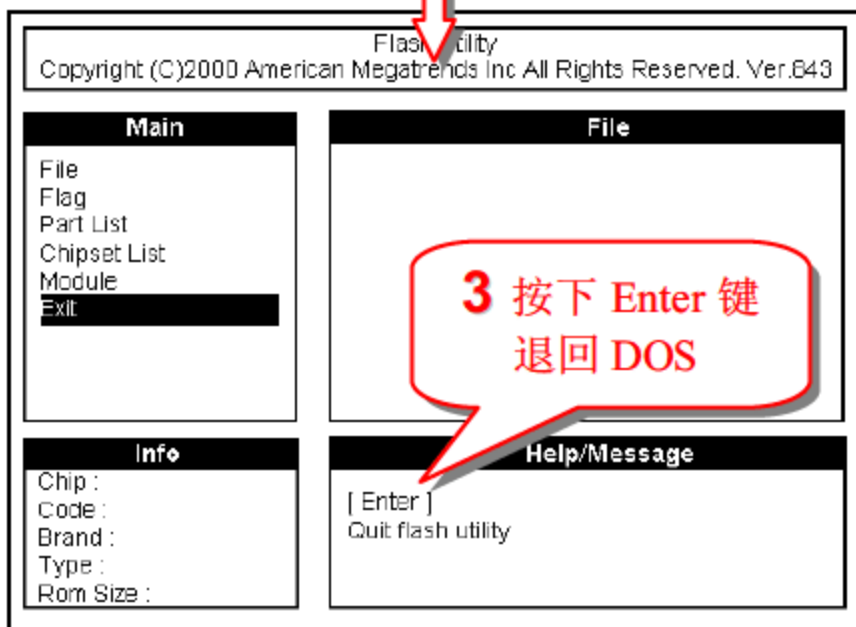 Flash Utility
Copyright (C)2000 American Megatrends Inc All Rights Reserved. Ver.843
Main
File
Flag
Part List
Chipset List
Module
Exit
File
3 按下 Enter 键
退回 DOS
Info
Chip :
Code :
Brand :
Type :
Rom Size :
Help/Message
[ Enter ]
Quit flash utility